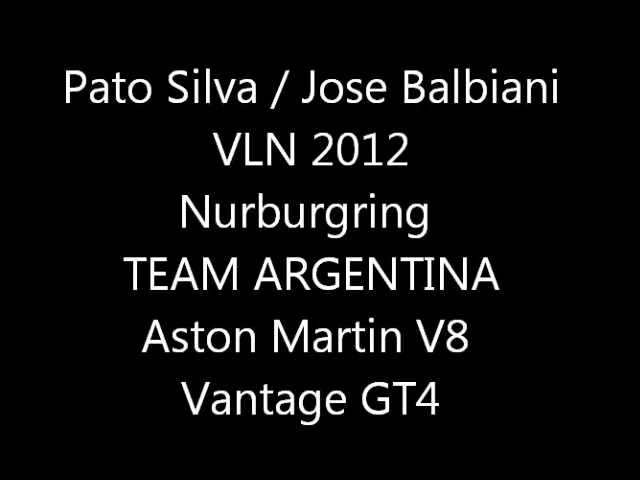 Pato Silva / Jose Balbiani
VLN 2012
Nurburgring
TEAM ARGENTINA
Aston Martin V8
Vantage GT4